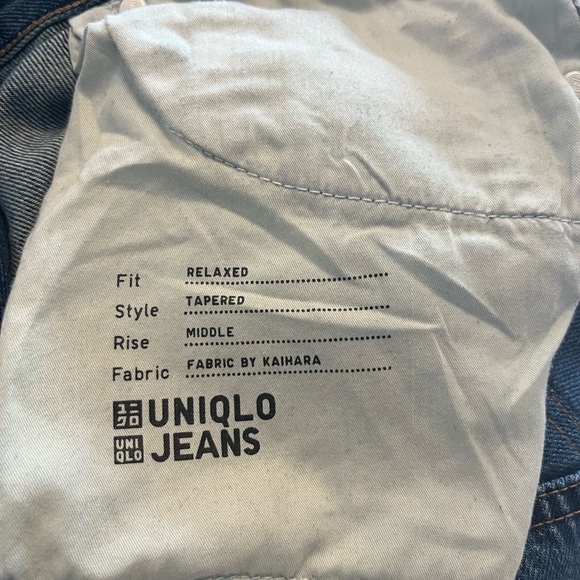 Fit RELAXED
Style TAPERED
Rise MIDDLE
Fabric FABRIC BY KAIHARA
ユニクロ UNIQLO
UNIQLO JEANS